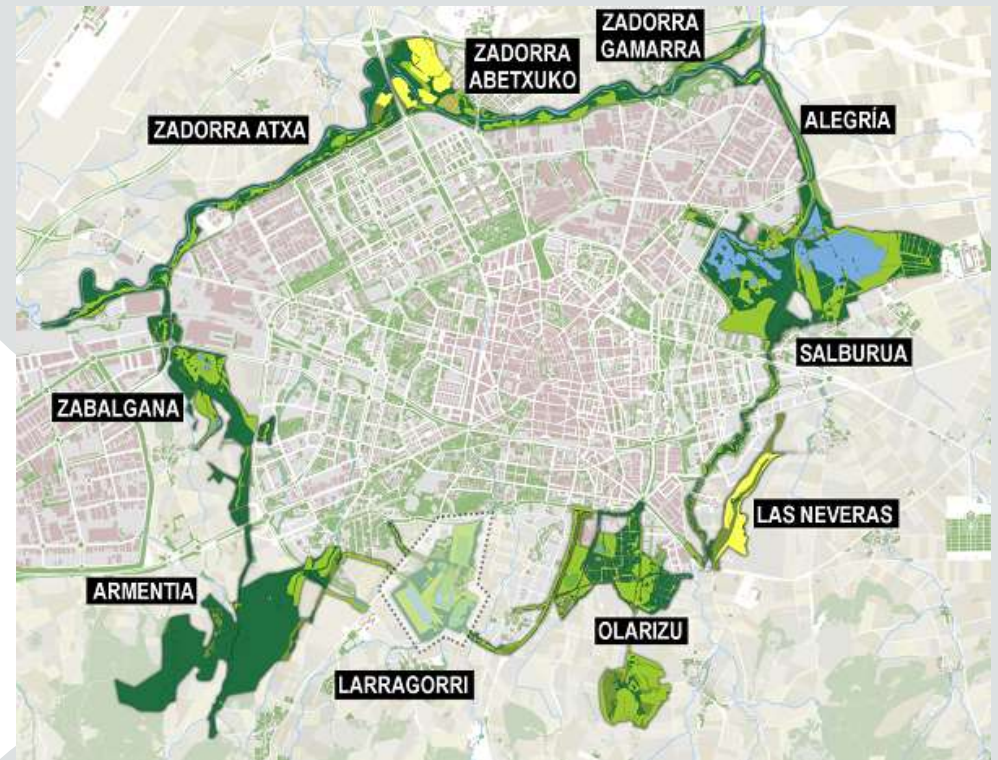 ZADORRA
GAMARRA
ZADORRA
ABETXUKO
ALEGRÍA
ZADORRA ATXA
SALBURUA
ZABALGANA
LAS NEVERAS
ARMENTIA
OLARIZU
LARRAGORRI